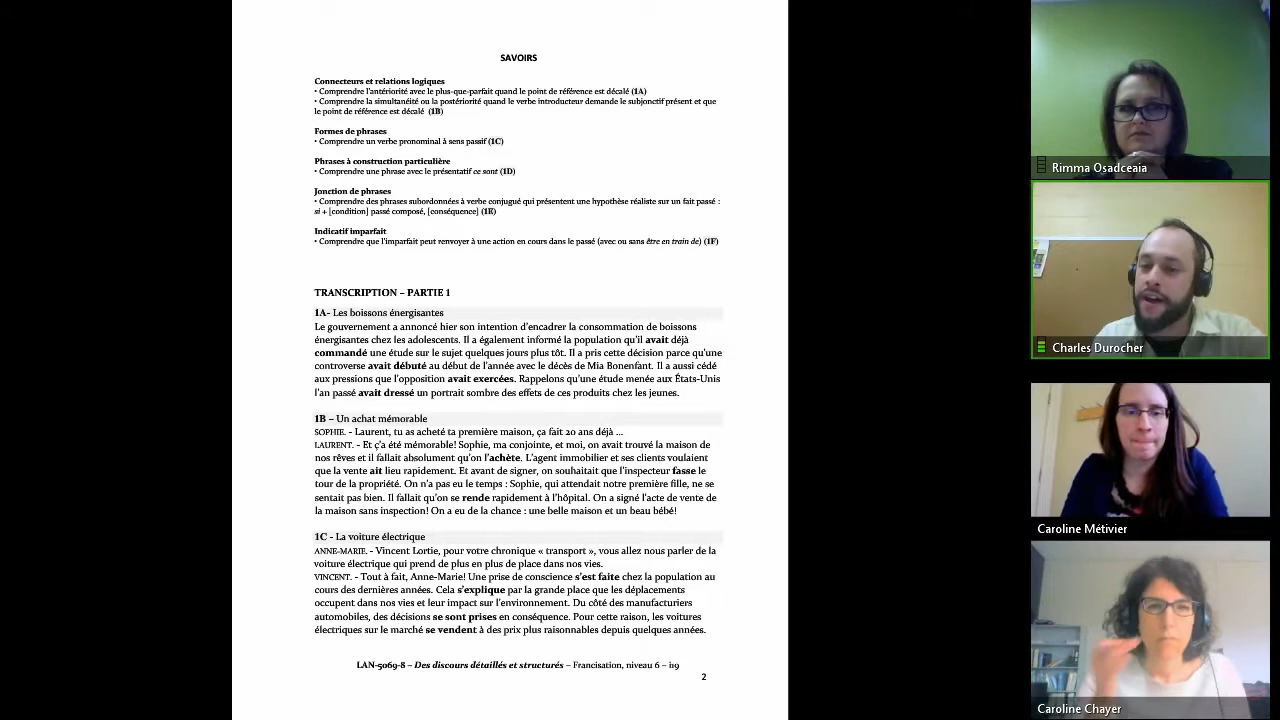 SAVOIRS
Connecteurs et relations logiques
• Comprendre l'antériorité avec le plus-que-parfait quand le point de référence est décalé (1A)
• Comprendre la simultanéité ou la postériorité quand le verbe introducteur demande le subjonctif présent et que
le point de référence est décalé (1B)
Formes de phrases
• Comprendre un verbe pronominal à sens passif (1C)
Phrases à construction particulière
• Comprendre une phrase avec le présentatif ce sont (1D)
Jonction de phrases
• Comprendre des phrases subordonnées à verbe conjugué qui présentent une hypothèse réaliste sur un fait passé :
si + [condition] passé composé, [conséquence] (1E)
Indicatif imparfait
• Comprendre que l'imparfait peut renvoyer à une action en cours dans le passé (avec ou sans être en train de) (1F)
TRANSCRIPTION – PARTIE 1
1A- Les boissons énergisantes
Le gouvernement a annoncé hier son intention d'encadrer la consommation de boissons
énergisantes chez les adolescents. Il a également informé la population qu'il avait déjà
commandé une étude sur le sujet quelques jours plus tôt. Il a pris cette décision parce qu'une
controverse avait débuté au début de l'année avec le décès de Mia Bonenfant. Il a aussi cédé
aux pressions que l'opposition avait exercées. Rappelons qu'une étude menée aux États-Unis
l'an passé avait dressé un portrait sombre des effets de ces produits chez les jeunes.
1B – Un achat mémorable
SOPHIE. - Laurent, tu as acheté ta première maison, ça fait 20 ans déjà ...
LAURENT. - Et ç'a été mémorable! Sophie, ma conjointe, et moi, on avait trouvé la maison de
nos rêves et il fallait absolument qu'on l'achète. L'agent immobilier et ses clients voulaient
que la vente ait lieu rapidement. Et avant de signer, on souhaitait que l'inspecteur fasse le
tour de la propriété. On n'a pas eu le temps : Sophie, qui attendait notre première fille, ne se
sentait pas bien. Il fallait qu'on se rende rapidement à l'hôpital. On a signé l'acte de vente de
la maison sans inspection! On a eu de la chance : une belle maison et un beau bébé!
1C - La voiture électrique
ANNE-MARIE. - Vincent Lortie, pour votre chronique « transport », vous allez nous parler de la
voiture électrique qui prend de plus en plus de place dans nos vies.
VINCENT. - Tout à fait, Anne-Marie! Une prise de conscience s'est faite chez la population au
cours des dernières années. Cela s'explique par la grande place que les déplacements
occupent dans nos vies et leur impact sur l'environnement. Du côté des manufacturiers
automobiles, des décisions se sont prises en conséquence. Pour cette raison, les voitures
électriques sur le marché se vendent à des prix plus raisonnables depuis quelques années.
LAN-5069-8 – Des discours détaillés et structurés – Francisation, niveau 6 – i19
2
Rimma Osadceaia
Charles Durocher
Caroline Métivier
Caroline Chayer